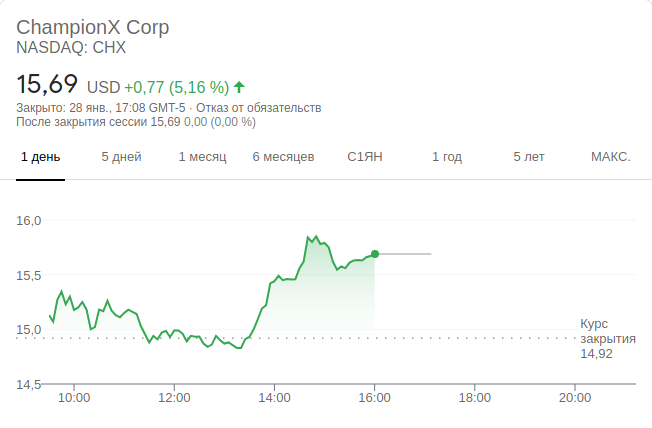 ChampionX Corp
NASDAQ: CHX
15,69 USD +0,77 (5,16 %)
Закрыто: 28 янв., 17:08 GMT-5 · Отказ от обязательств
После закрытия сессии 15,69 0,00 (0,00 %)
1 день 5 дней 1 месяц 6 месяцев С1ЯН 1 год 5 лет МАКС.
16,0
15,5
15,0
Курс
закрытия
14,92
14,5
10:00 12:00 14:00 16:00 18:00 20:00